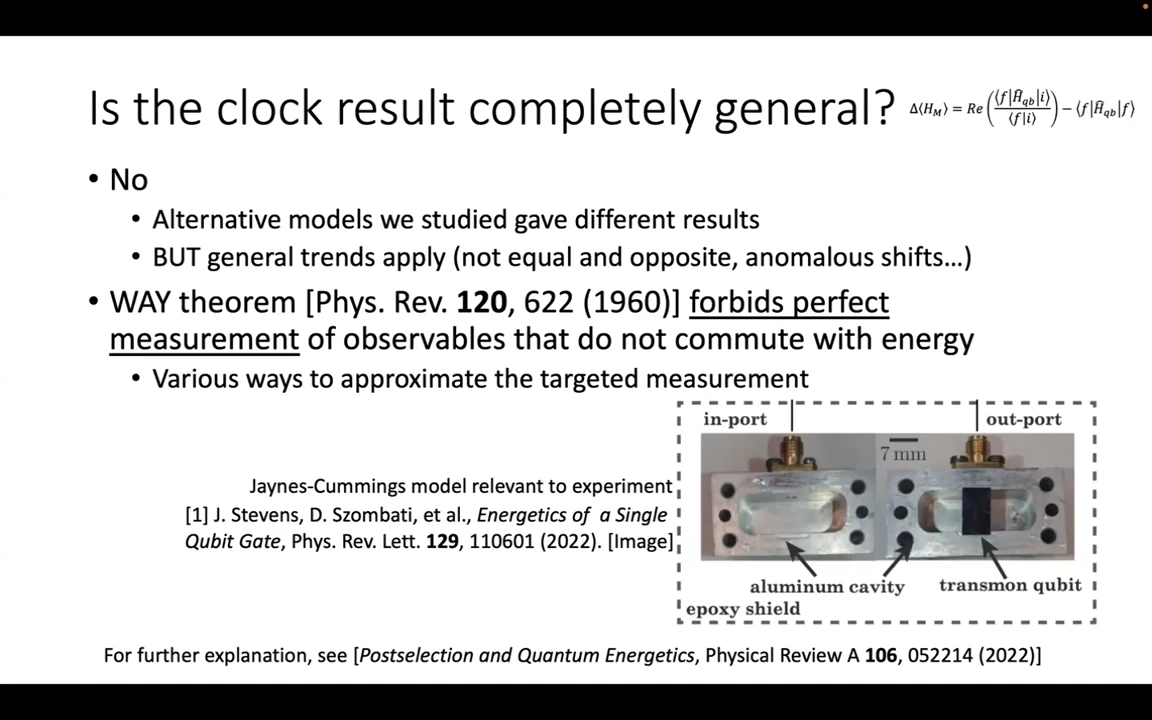 Is the clock result completely general?
Δ⟨H_M⟩ = Re(⟨f|Ĥ_qb|i⟩/⟨f|i⟩) − ⟨f|Ĥ_qb|f⟩
• No
• Alternative models we studied gave different results
• BUT general trends apply (not equal and opposite, anomalous shifts...)
• WAY theorem [Phys. Rev. 120, 622 (1960)] forbids perfect
measurement of observables that do not commute with energy
• Various ways to approximate the targeted measurement
in-port
out-port
7 mm
Jaynes-Cummings model relevant to experiment
[1] J. Stevens, D. Szombati, et al., Energetics of a Single
Qubit Gate, Phys. Rev. Lett. 129, 110601 (2022). [Image]
aluminum cavity
transmon qubit
epoxy shield
For further explanation, see [Postselection and Quantum Energetics, Physical Review A 106, 052214 (2022)]